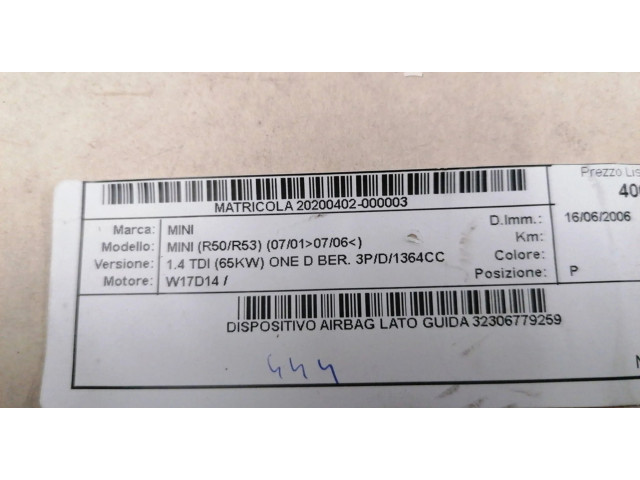 Prezzo Lis
MATRICOLA 20200402-000003
Marca: MINI D.Imm.: 16/06/2006
Modello: MINI (R50/R53) (07/01>07/06<) Km:
Versione: 1.4 TDI (65KW) ONE D BER. 3P/D/1364CC Colore:
Motore: W17D14 / Posizione: P
DISPOSITIVO AIRBAG LATO GUIDA 32306779259
444